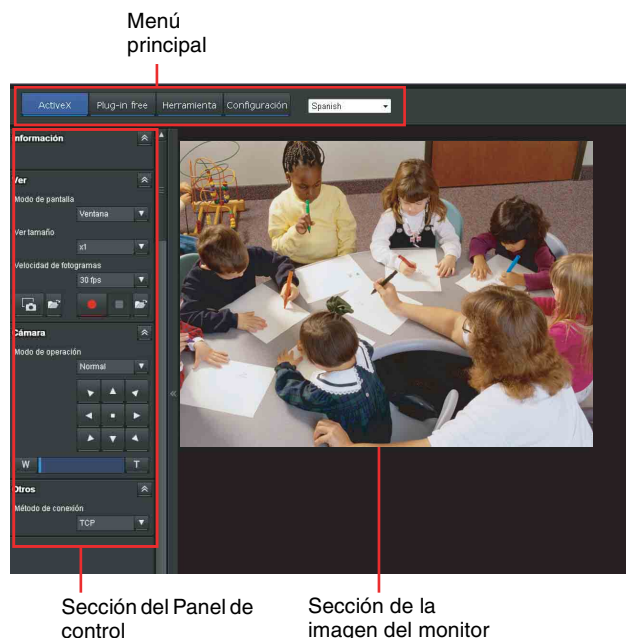 Menú
principal
ActiveX Plug-in free Herramienta Configuración Spanish
Información
Ver
Modo de pantalla
Ventana
Ver tamaño
x1
Velocidad de fotogramas
30 fps
Cámara
Modo de operación
Normal
W T
Otros
Método de conexión
TCP
Sección del Panel de
control
Sección de la
imagen del monitor